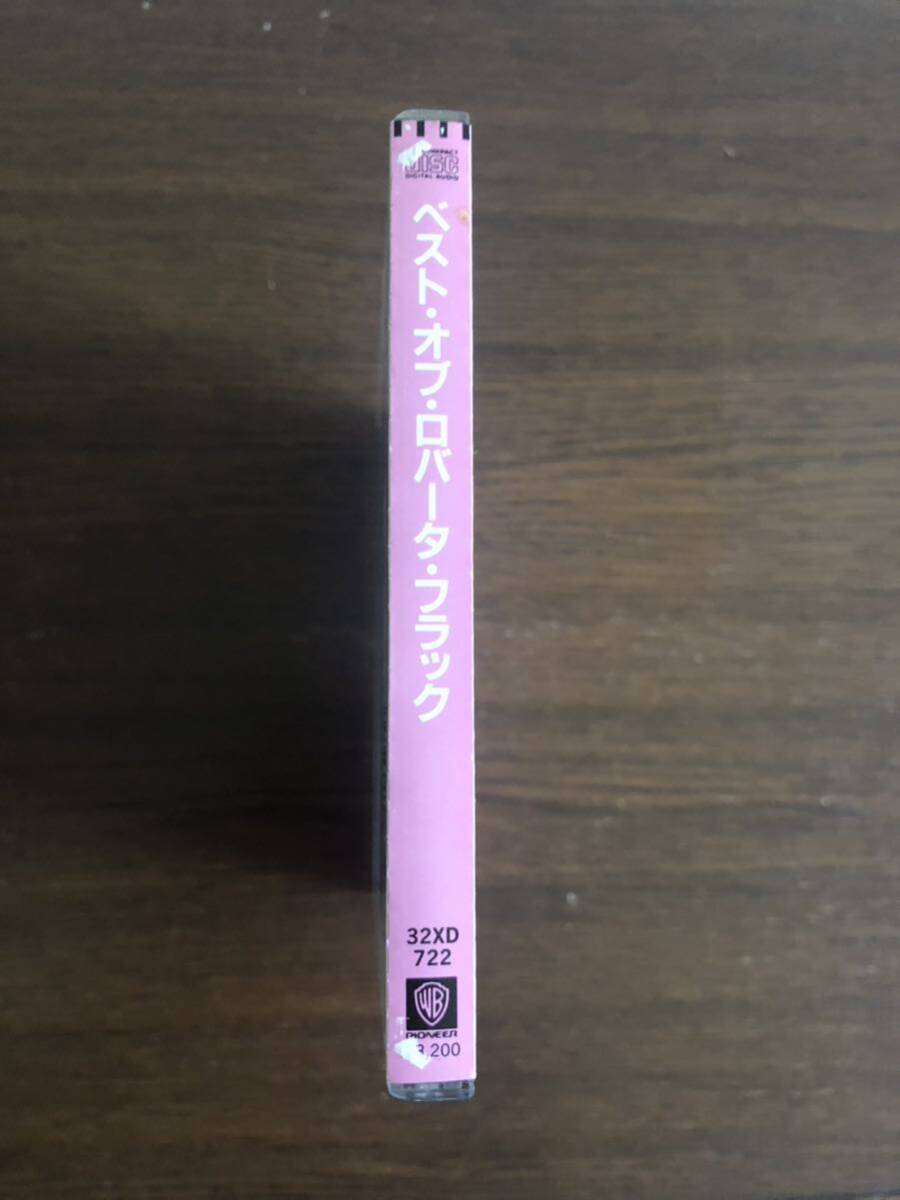 COMPACT
DISC
DIGITAL AUDIO
ベスト・オブ・ロバータ・フラック
32XD
722
WB
PIONEER
3,200